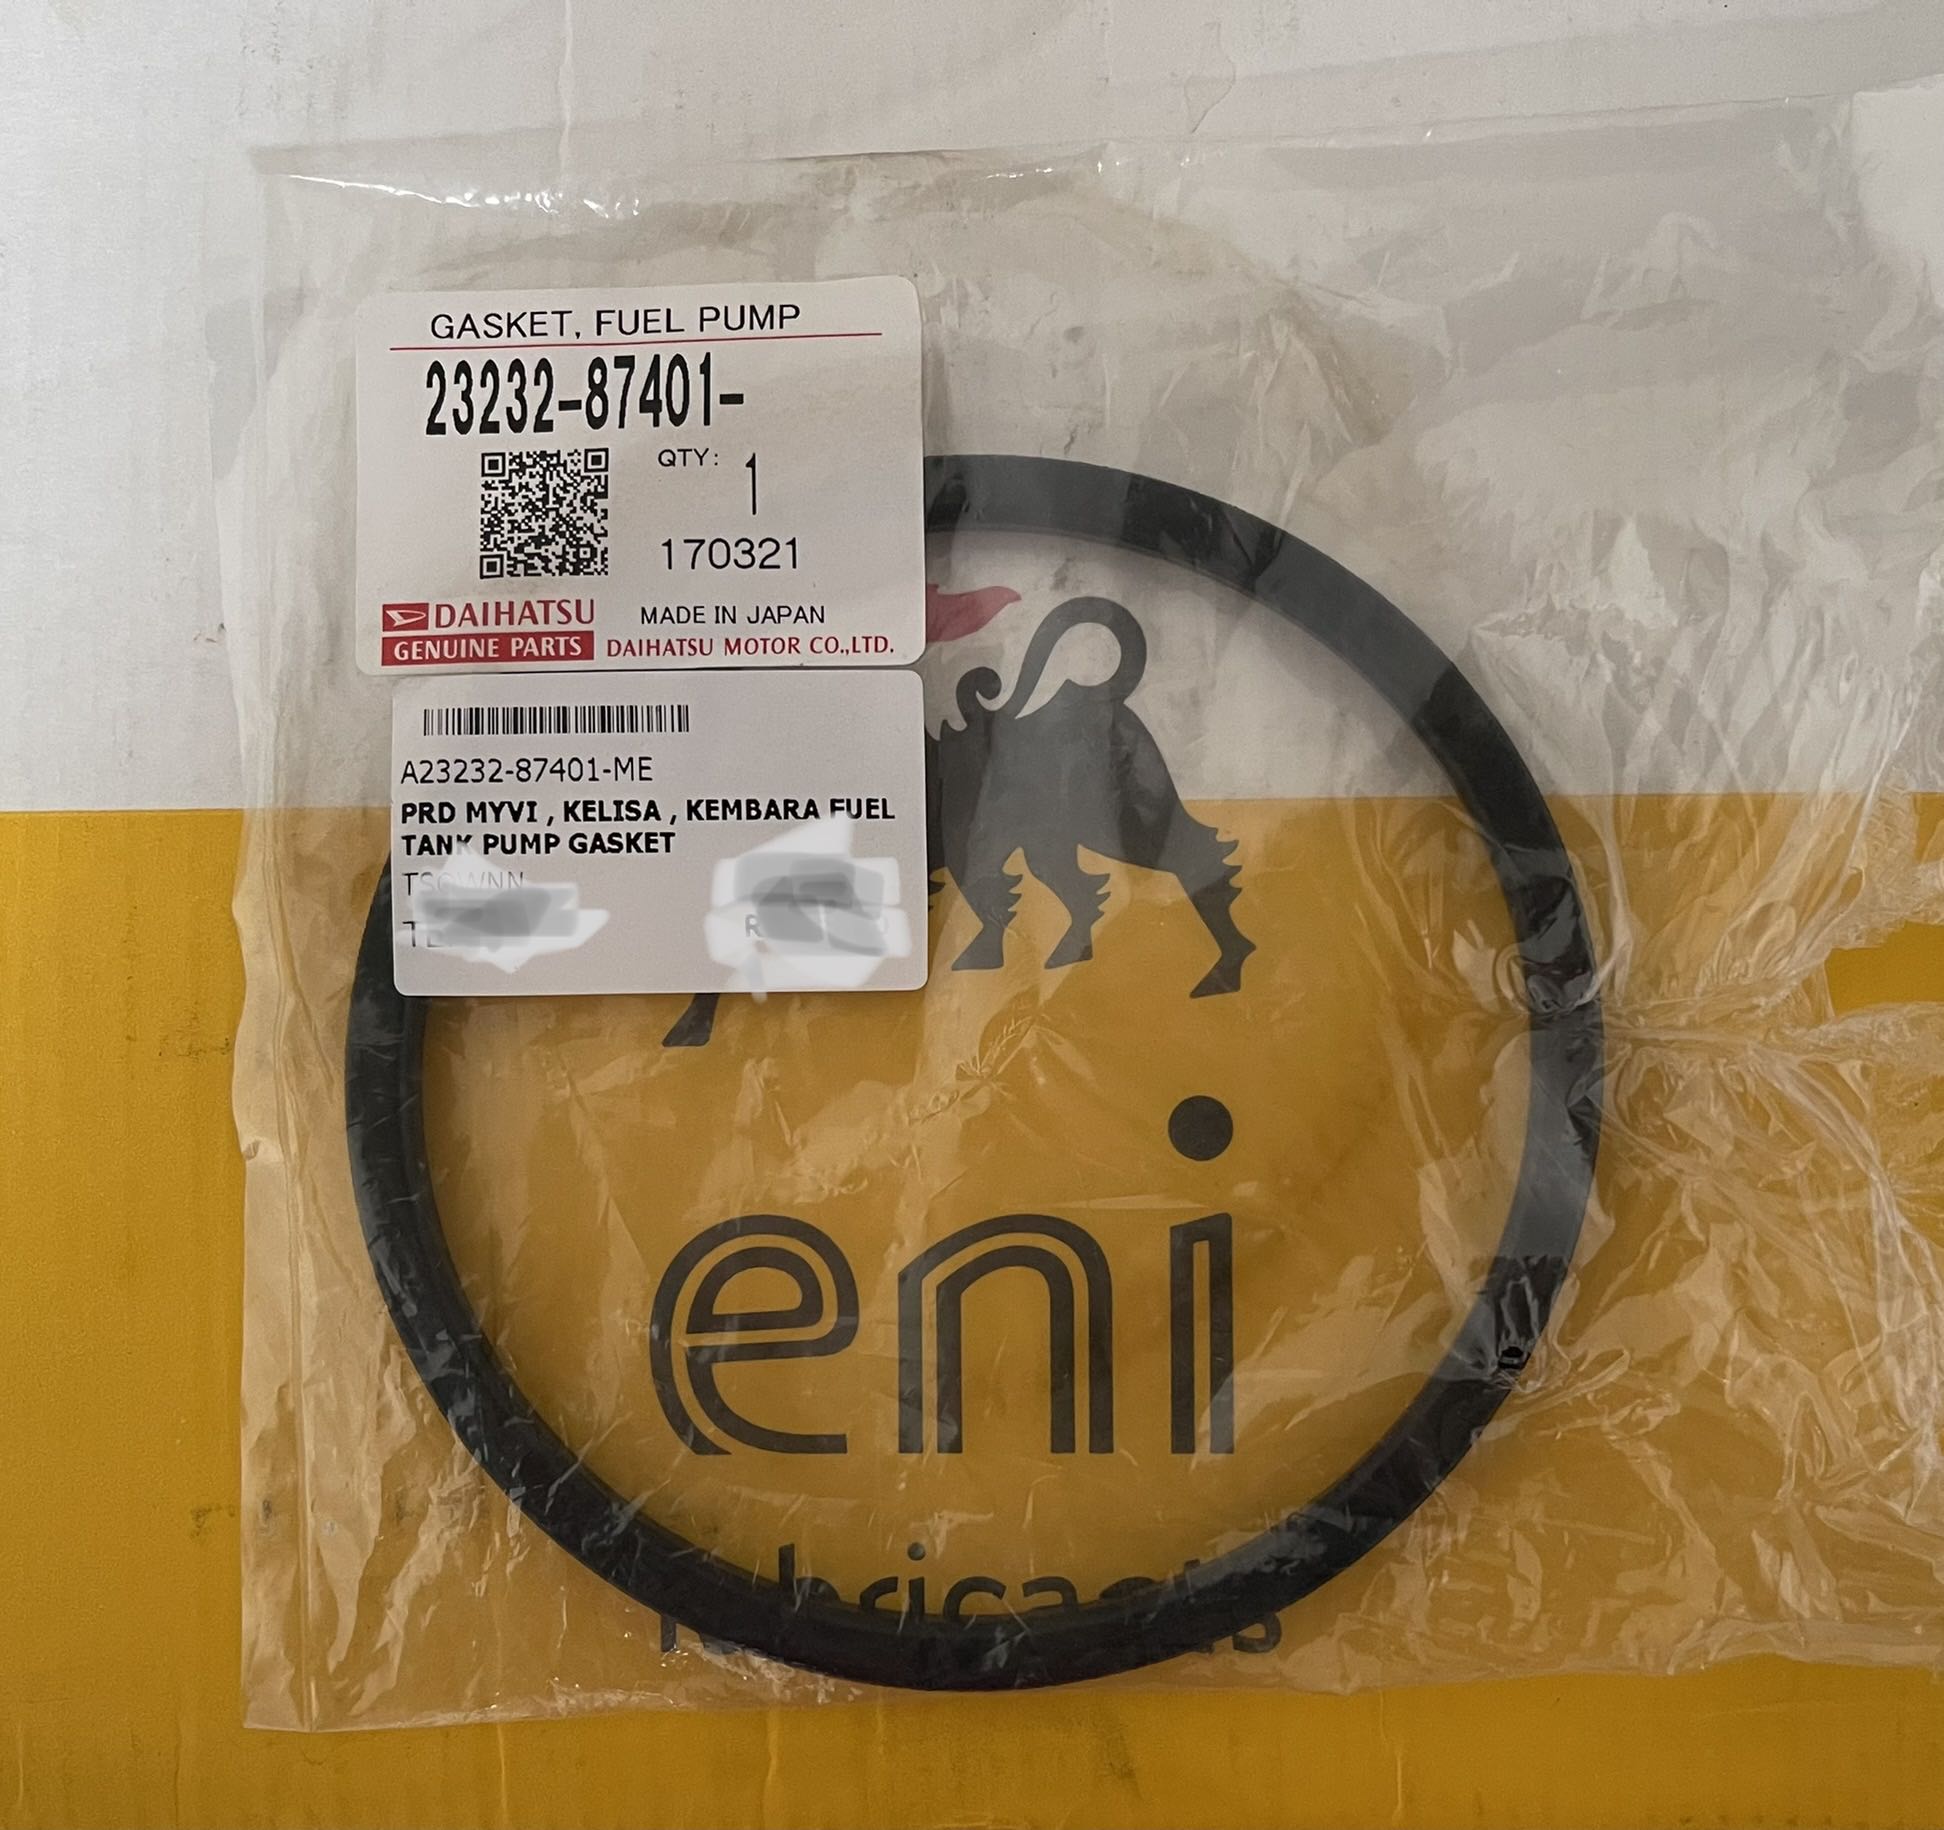 GASKET, FUEL PUMP
23232-87401-
QTY: 1
170321
DAIHATSU MADE IN JAPAN
GENUINE PARTS DAIHATSU MOTOR CO.,LTD.
A23232-87401-ME
PRD MYVI , KELISA , KEMBARA FUEL
TANK PUMP GASKET
eni
lubricants